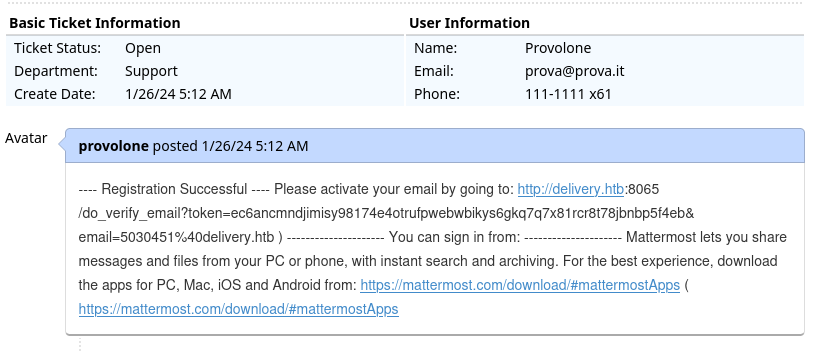 Basic Ticket Information
User Information
Ticket Status: Open
Name: Provolone
Department: Support
Email: prova@prova.it
Create Date: 1/26/24 5:12 AM
Phone: 111-1111 x61
Avatar
provolone posted 1/26/24 5:12 AM
---- Registration Successful ---- Please activate your email by going to: http://delivery.htb:8065
/do_verify_email?token=ec6ancmndjimisy98174e4otrufpwebwbikys6gkq7q7x81rcr8t78jbnbp5f4eb&
email=5030451%40delivery.htb ) --------------------- You can sign in from: --------------------- Mattermost lets you share
messages and files from your PC or phone, with instant search and archiving. For the best experience, download
the apps for PC, Mac, iOS and Android from: https://mattermost.com/download/#mattermostApps (
https://mattermost.com/download/#mattermostApps